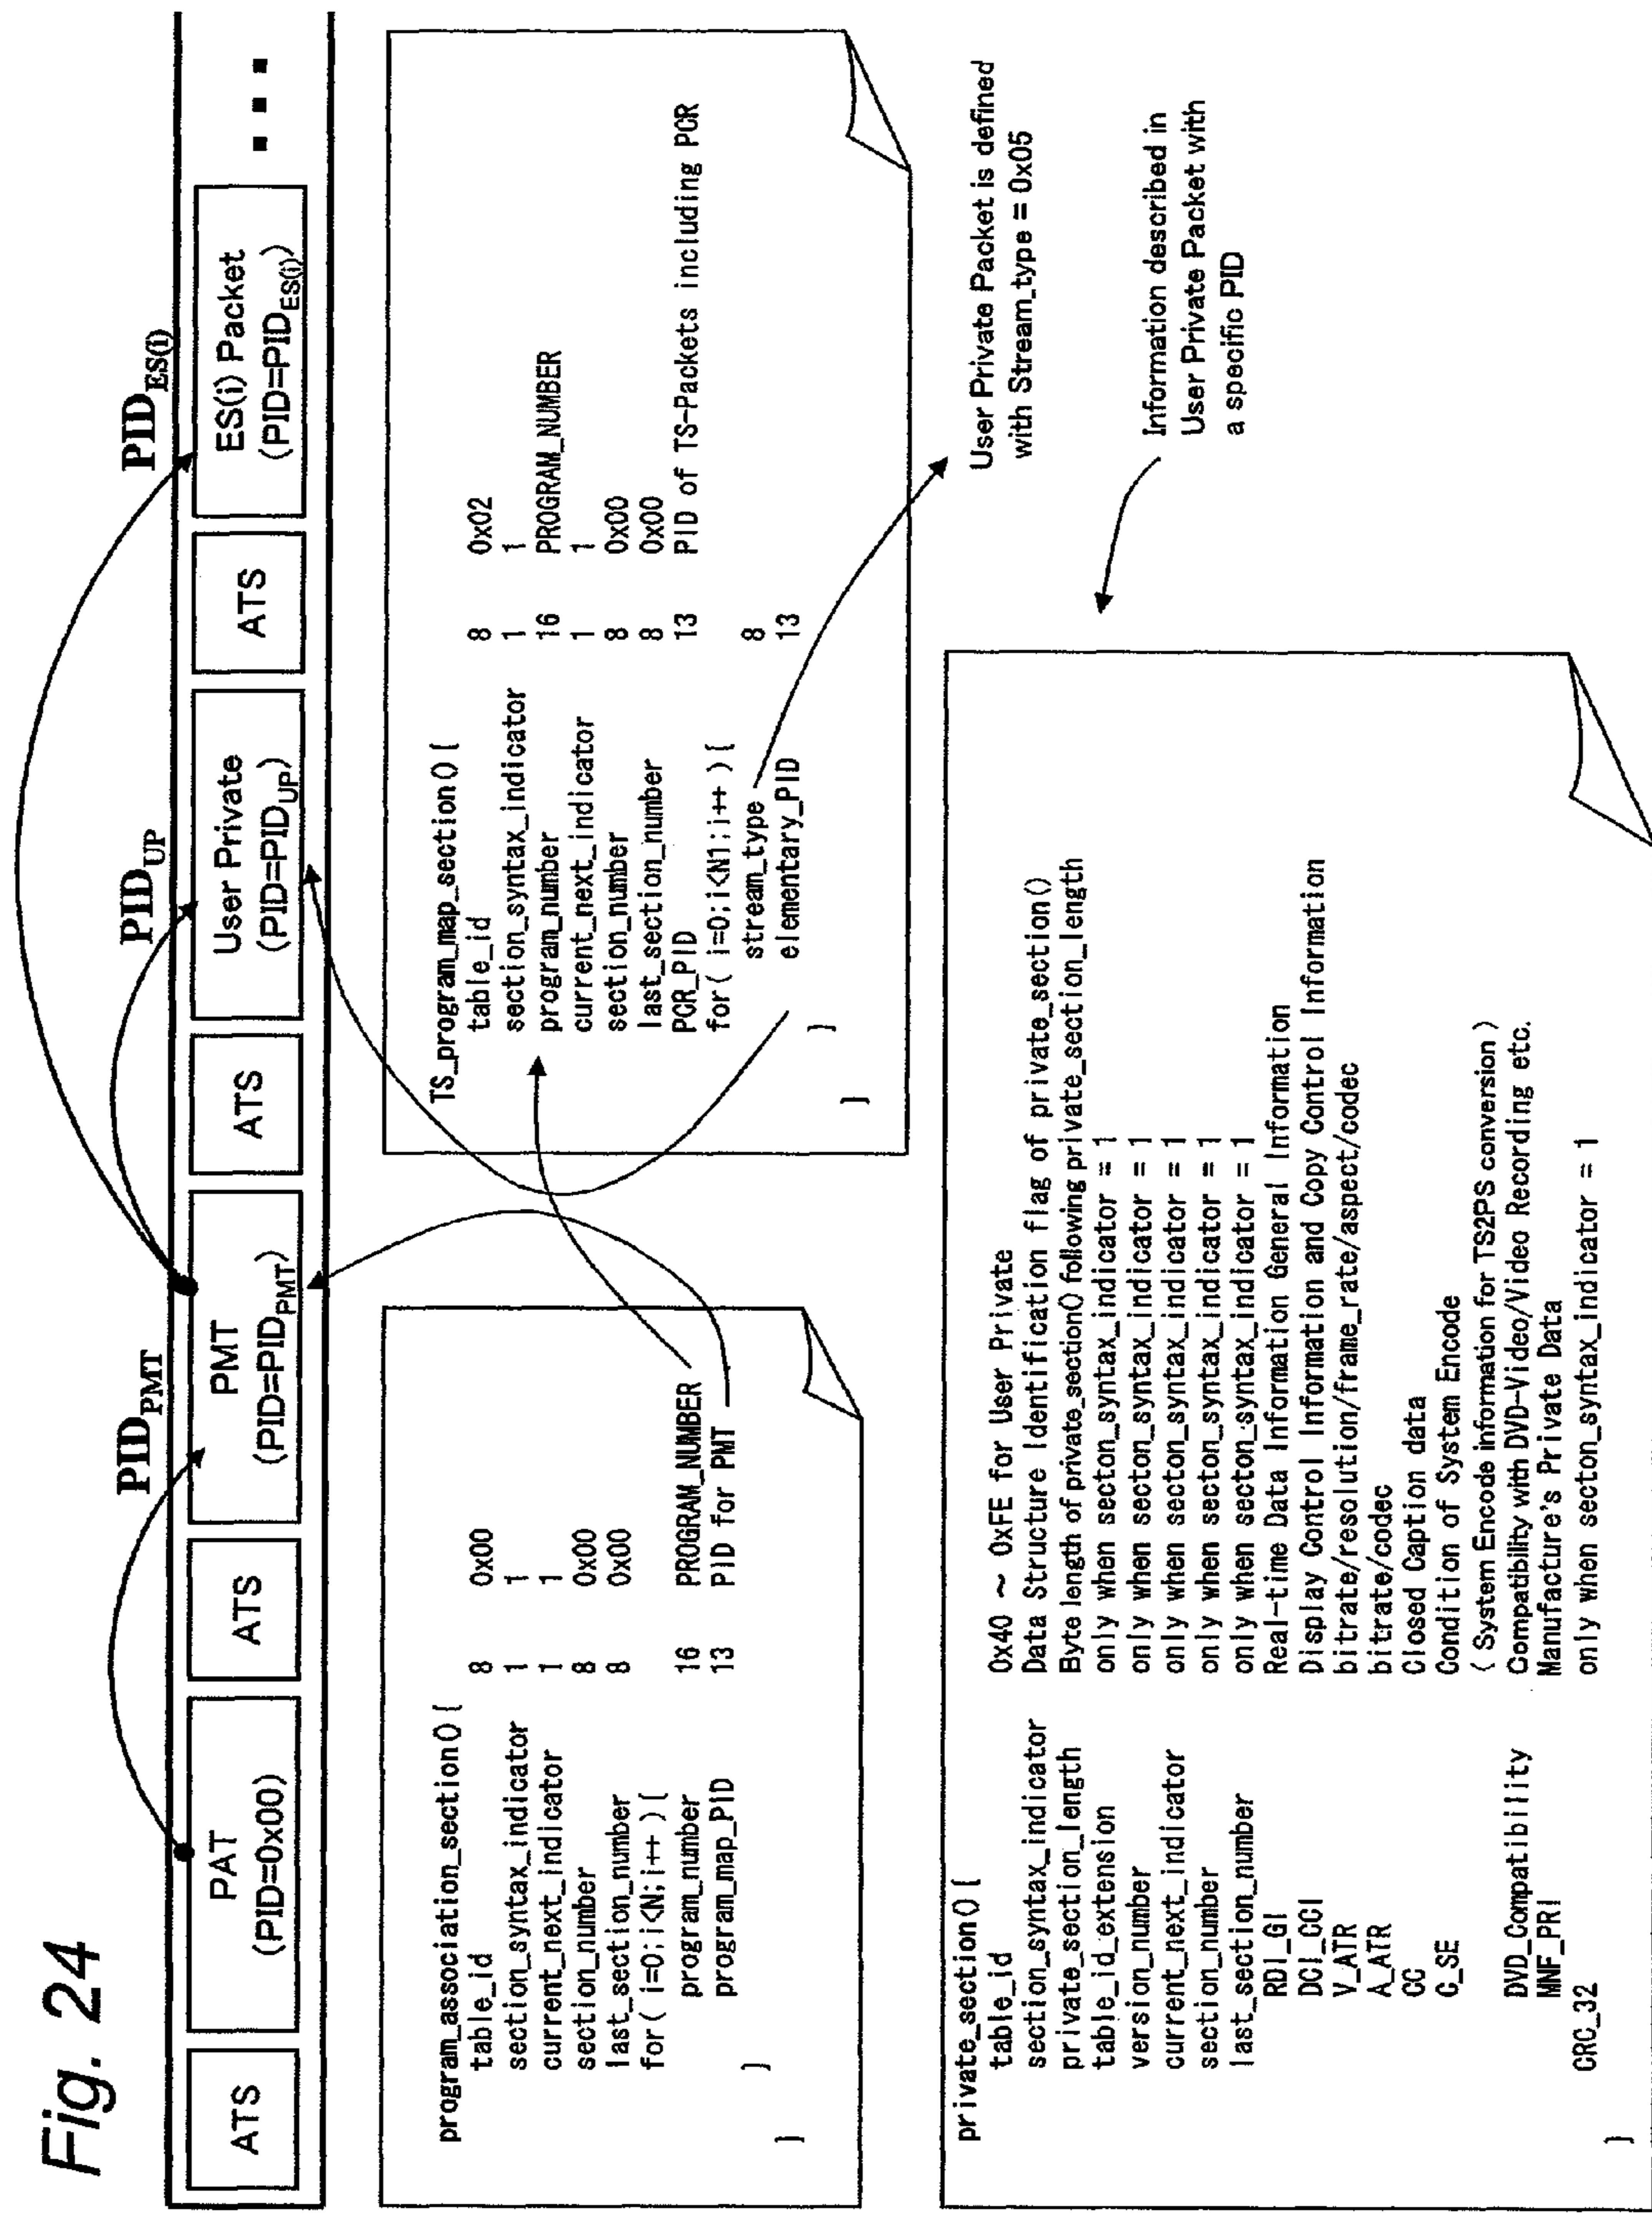 Fig. 24
PID_PMT
PID_UP
PID_ES(i)
ATS
PAT
(PID=0x00)
ATS
PMT
(PID=PID_PMT)
ATS
User Private
(PID=PID_UP)
ATS
ES(i) Packet
(PID=PID_ES(i))
program_association_section() {
table_id 8 0x00
section_syntax_indicator 1 1
current_next_indicator 1 1
section_number 8 0x00
last_section_number 8 0x00
for( i=0;i<N;i++ ) {
program_number 16 PROGRAM_NUMBER
program_map_PID 13 PID for PMT
}
TS_program_map_section() {
table_id 8 0x02
section_syntax_indicator 1 1
program_number 16 PROGRAM_NUMBER
current_next_indicator 1 1
section_number 8 0x00
last_section_number 8 0x00
PCR_PID 13 PID of TS-Packets including PCR
for( i=0;i<N1;i++ ) {
stream_type 8
elementary_PID 13
}
}
User Private Packet is defined
with Stream_type = 0x05
Information described in
User Private Packet with
a specific PID
private_section() {
table_id 0x40 ~ 0xFE for User Private
section_syntax_indicator Data Structure Identification flag of private_section()
private_section_length Byte length of private_section() following private_section_length
table_id_extension only when secton_syntax_indicator = 1
version_number only when secton_syntax_indicator = 1
current_next_indicator only when secton_syntax_indicator = 1
section_number only when secton_syntax_indicator = 1
last_section_number only when secton_syntax_indicator = 1
RDI_GI Real-time Data Information General Information
DCI_CCI Display Control Information and Copy Control Information
V_ATR bitrate/resolution/frame_rate/aspect/codec
A_ATR bitrate/codec
CC Closed Caption data
C_SE Condition of System Encode
( System Encode information for TS2PS conversion )
DVD_Compatibility Compatibility with DVD-Video/Video Recording etc.
MNF_PRI Manufacture's Private Data
CRC_32 only when secton_syntax_indicator = 1
}